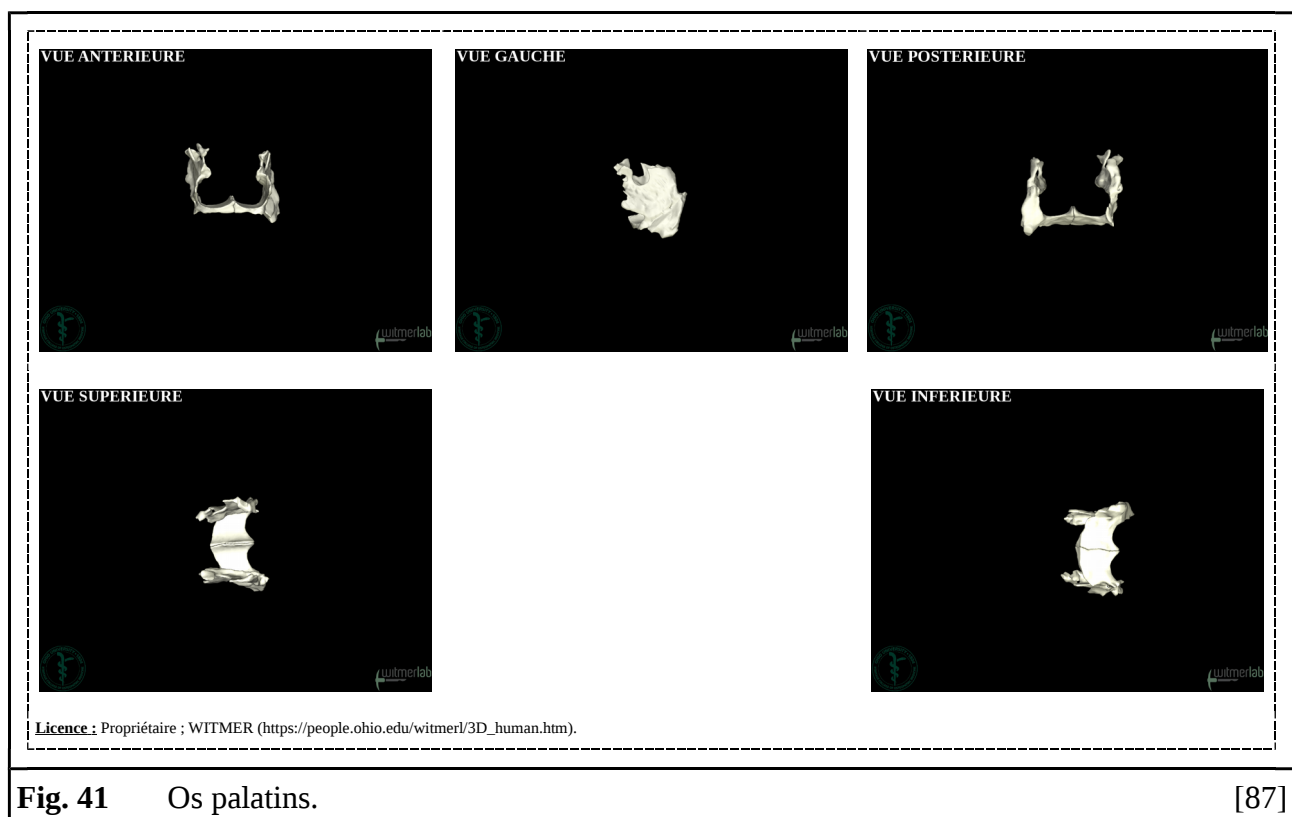 VUE ANTERIEURE
VUE GAUCHE
VUE POSTERIEURE
witmerlab
witmerlab
witmerlab
VUE SUPERIEURE
VUE INFERIEURE
witmerlab
witmerlab
Licence : Propriétaire ; WITMER (https://people.ohio.edu/witmerl/3D_human.htm).
Fig. 41 Os palatins. [87]